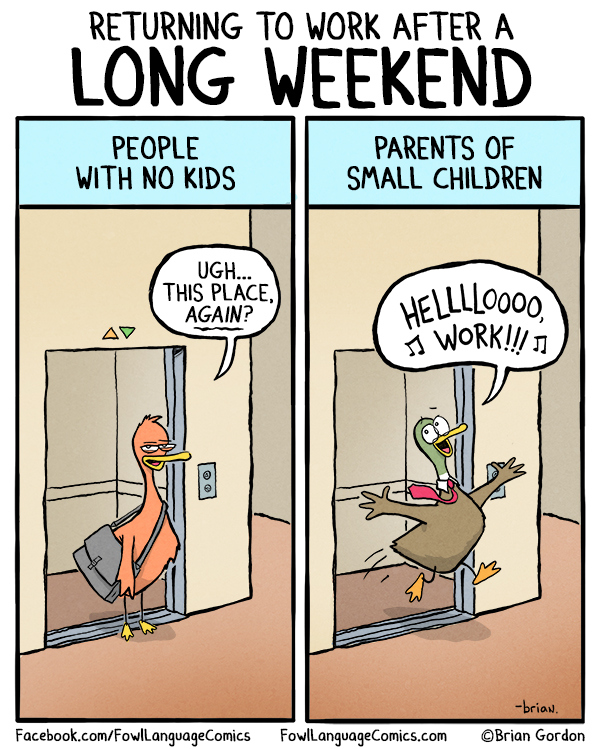 RETURNING TO WORK AFTER A
LONG WEEKEND
PEOPLE
WITH NO KIDS
UGH...
THIS PLACE,
AGAIN?
PARENTS OF
SMALL CHILDREN
HELLLLOOOO,
♫ WORK!!! ♫
-brian.
Facebook.com/FowlLanguageComics
FowlLanguageComics.com
©Brian Gordon